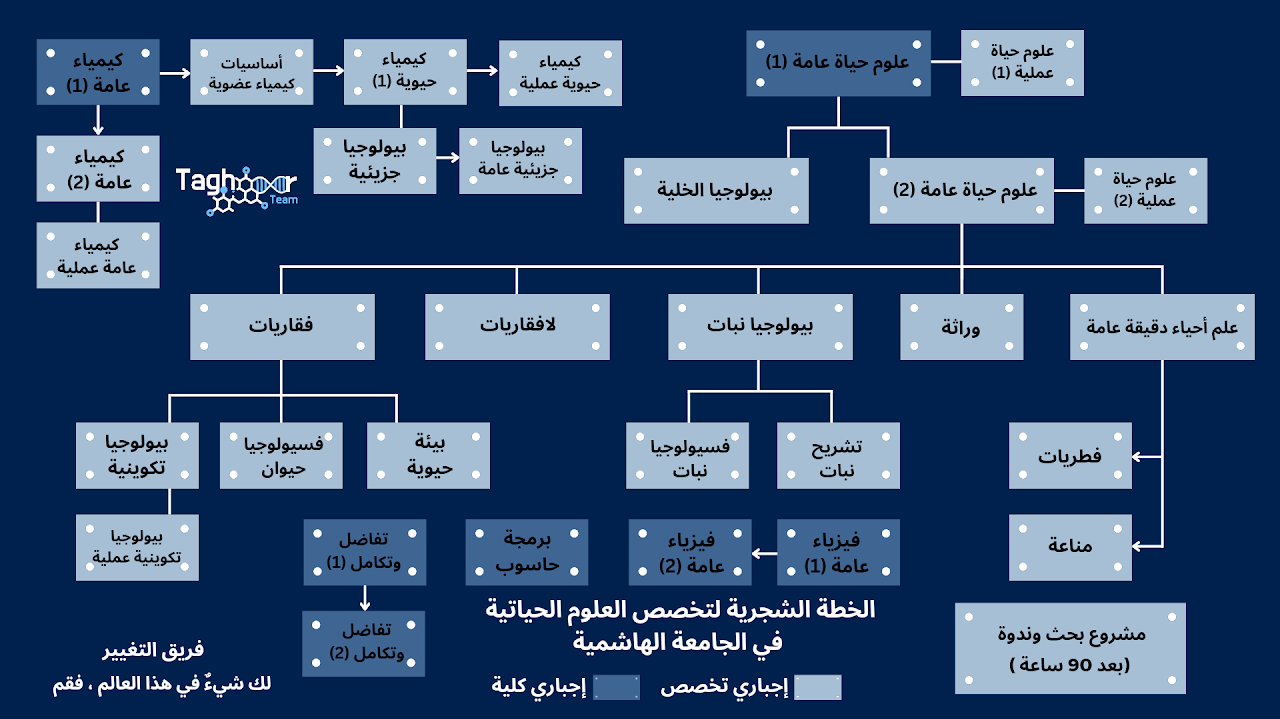 كيمياء
عامة (1)
أساسيات
كيمياء عضوية
كيمياء
حيوية (1)
كيمياء
حيوية عملية
علوم حياة عامة (1)
علوم حياة
عملية (1)
كيمياء
عامة (2)
بيولوجيا
جزيئية
بيولوجيا
جزيئية عامة
بيولوجيا الخلية
علوم حياة عامة (2)
علوم حياة
عملية (2)
Taghyeer
Team
كيمياء
عامة عملية
فقاريات
لافقاريات
بيولوجيا نبات
وراثة
علم أحياء دقيقة عامة
بيولوجيا
تكوينية
فسيولوجيا
حيوان
بيئة
حيوية
فسيولوجيا
نبات
تشريح
نبات
فطريات
بيولوجيا
تكوينية عملية
تفاضل
وتكامل (1)
برمجة
حاسوب
فيزياء
عامة (2)
فيزياء
عامة (1)
مناعة
تفاضل
وتكامل (2)
الخطة الشجرية لتخصص العلوم الحياتية
في الجامعة الهاشمية
مشروع بحث وندوة
(بعد 90 ساعة )
فريق التغيير
لك شيءٌ في هذا العالم ، فقم
إجباري تخصص
إجباري كلية